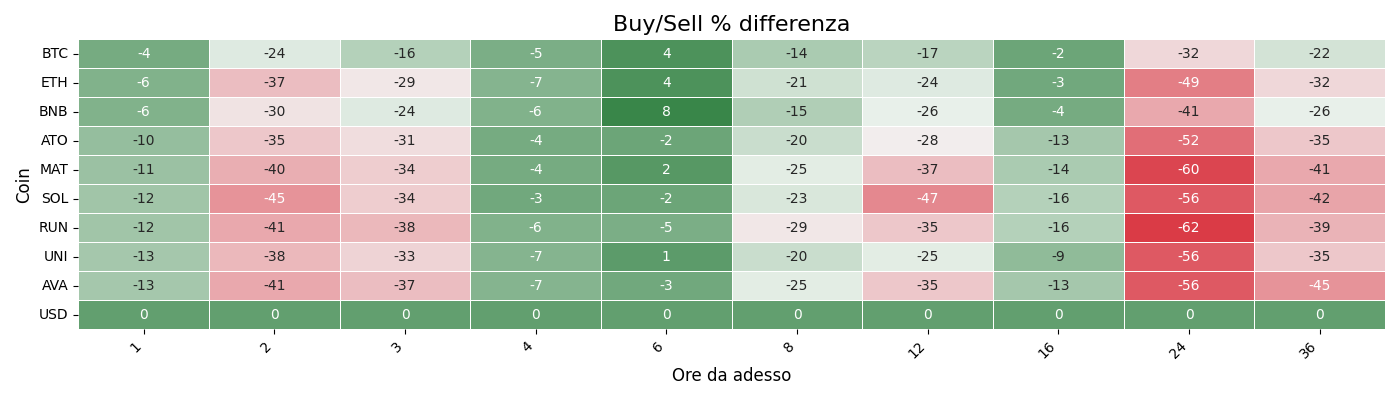 Buy/Sell % differenza
Coin
BTC -4 -24 -16 -5 4 -14 -17 -2 -32 -22
ETH -6 -37 -29 -7 4 -21 -24 -3 -49 -32
BNB -6 -30 -24 -6 8 -15 -26 -4 -41 -26
ATO -10 -35 -31 -4 -2 -20 -28 -13 -52 -35
MAT -11 -40 -34 -4 2 -25 -37 -14 -60 -41
SOL -12 -45 -34 -3 -2 -23 -47 -16 -56 -42
RUN -12 -41 -38 -6 -5 -29 -35 -16 -62 -39
UNI -13 -38 -33 -7 1 -20 -25 -9 -56 -35
AVA -13 -41 -37 -7 -3 -25 -35 -13 -56 -45
USD 0 0 0 0 0 0 0 0 0 0
1 2 3 4 6 8 12 16 24 36
Ore da adesso